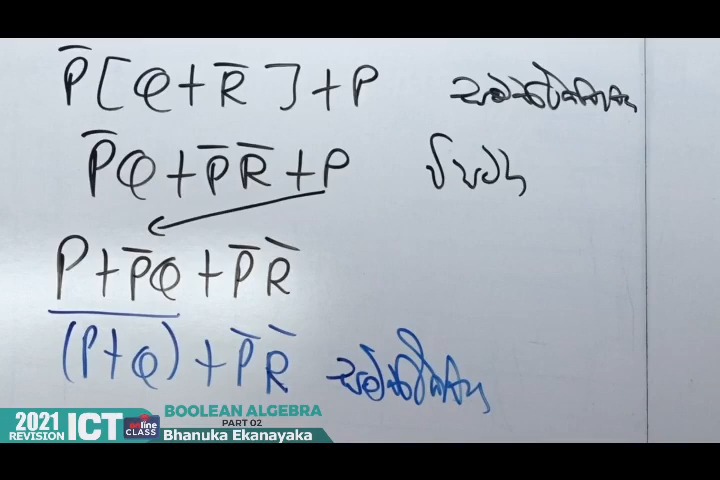 P̅[Q+R̅]+P
P̅Q+P̅R̅+P
P+P̅Q+P̅R̅
(P+Q)+P̅R̅
2021
REVISION
ICT
online
CLASS
BOOLEAN ALGEBRA
PART 02
Bhanuka Ekanayaka